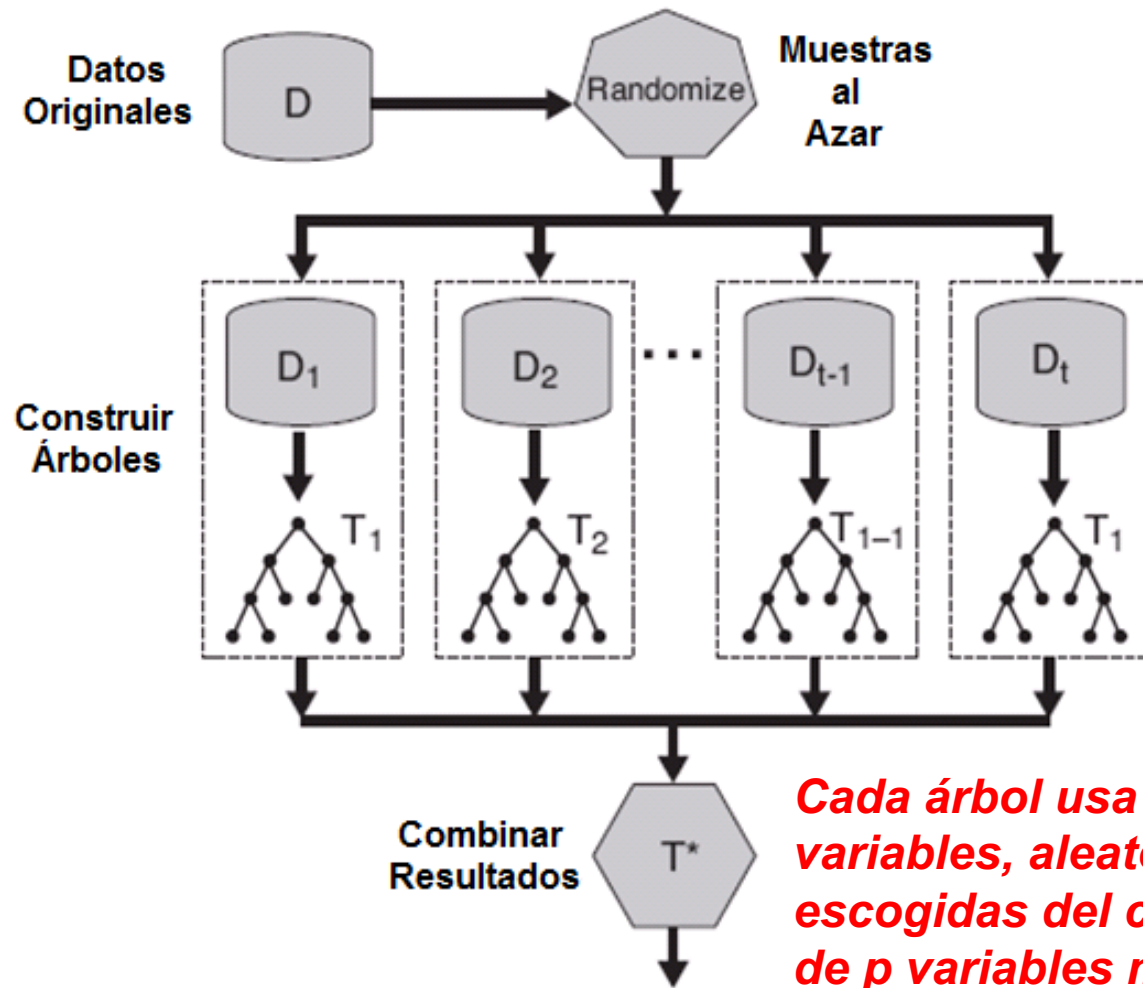 Datos
Originales
D
Randomize
Muestras
al
Azar
D1
D2
...
Dt-1
Dt
Construir
Árboles
T1
T2
T1–1
T1
Combinar
Resultados
T*
Cada árbol usa
variables,
escogidas del
de p variables